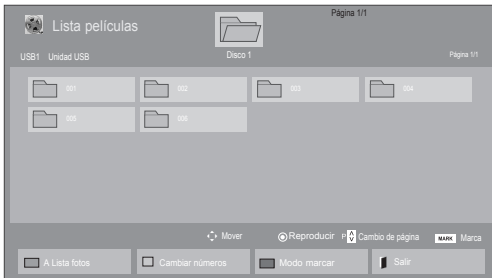 Página 1/1
Lista películas
Disco 1
USB1 Unidad USB
Página 1/1
001 002 003 004
005 006
Mover Reproducir P Cambio de página MARK Marca
A Lista fotos Cambiar números Modo marcar Salir